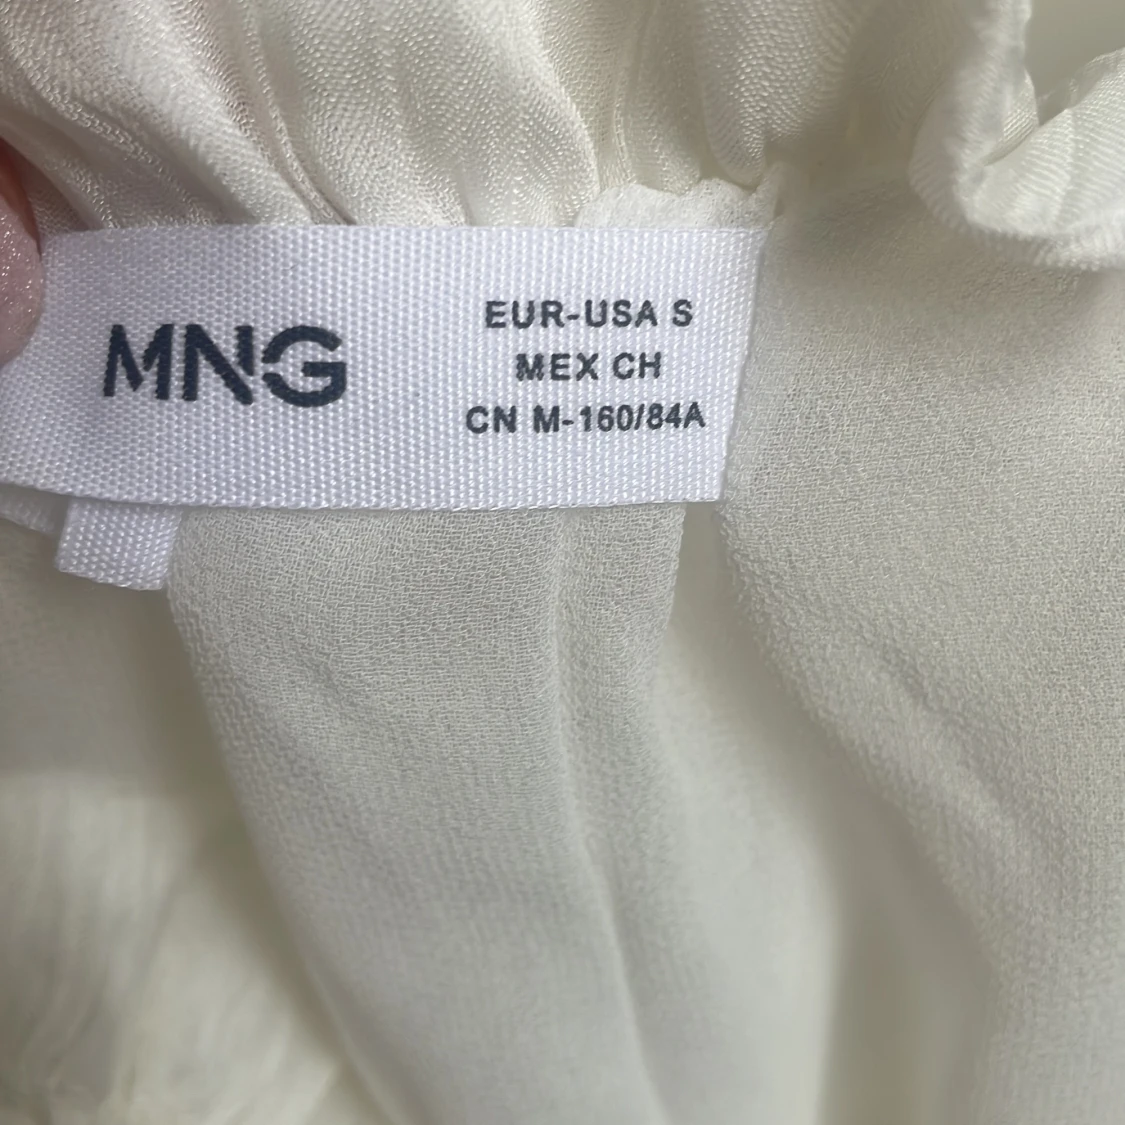 MNG
EUR-USA S
MEX CH
CN M-160/84A